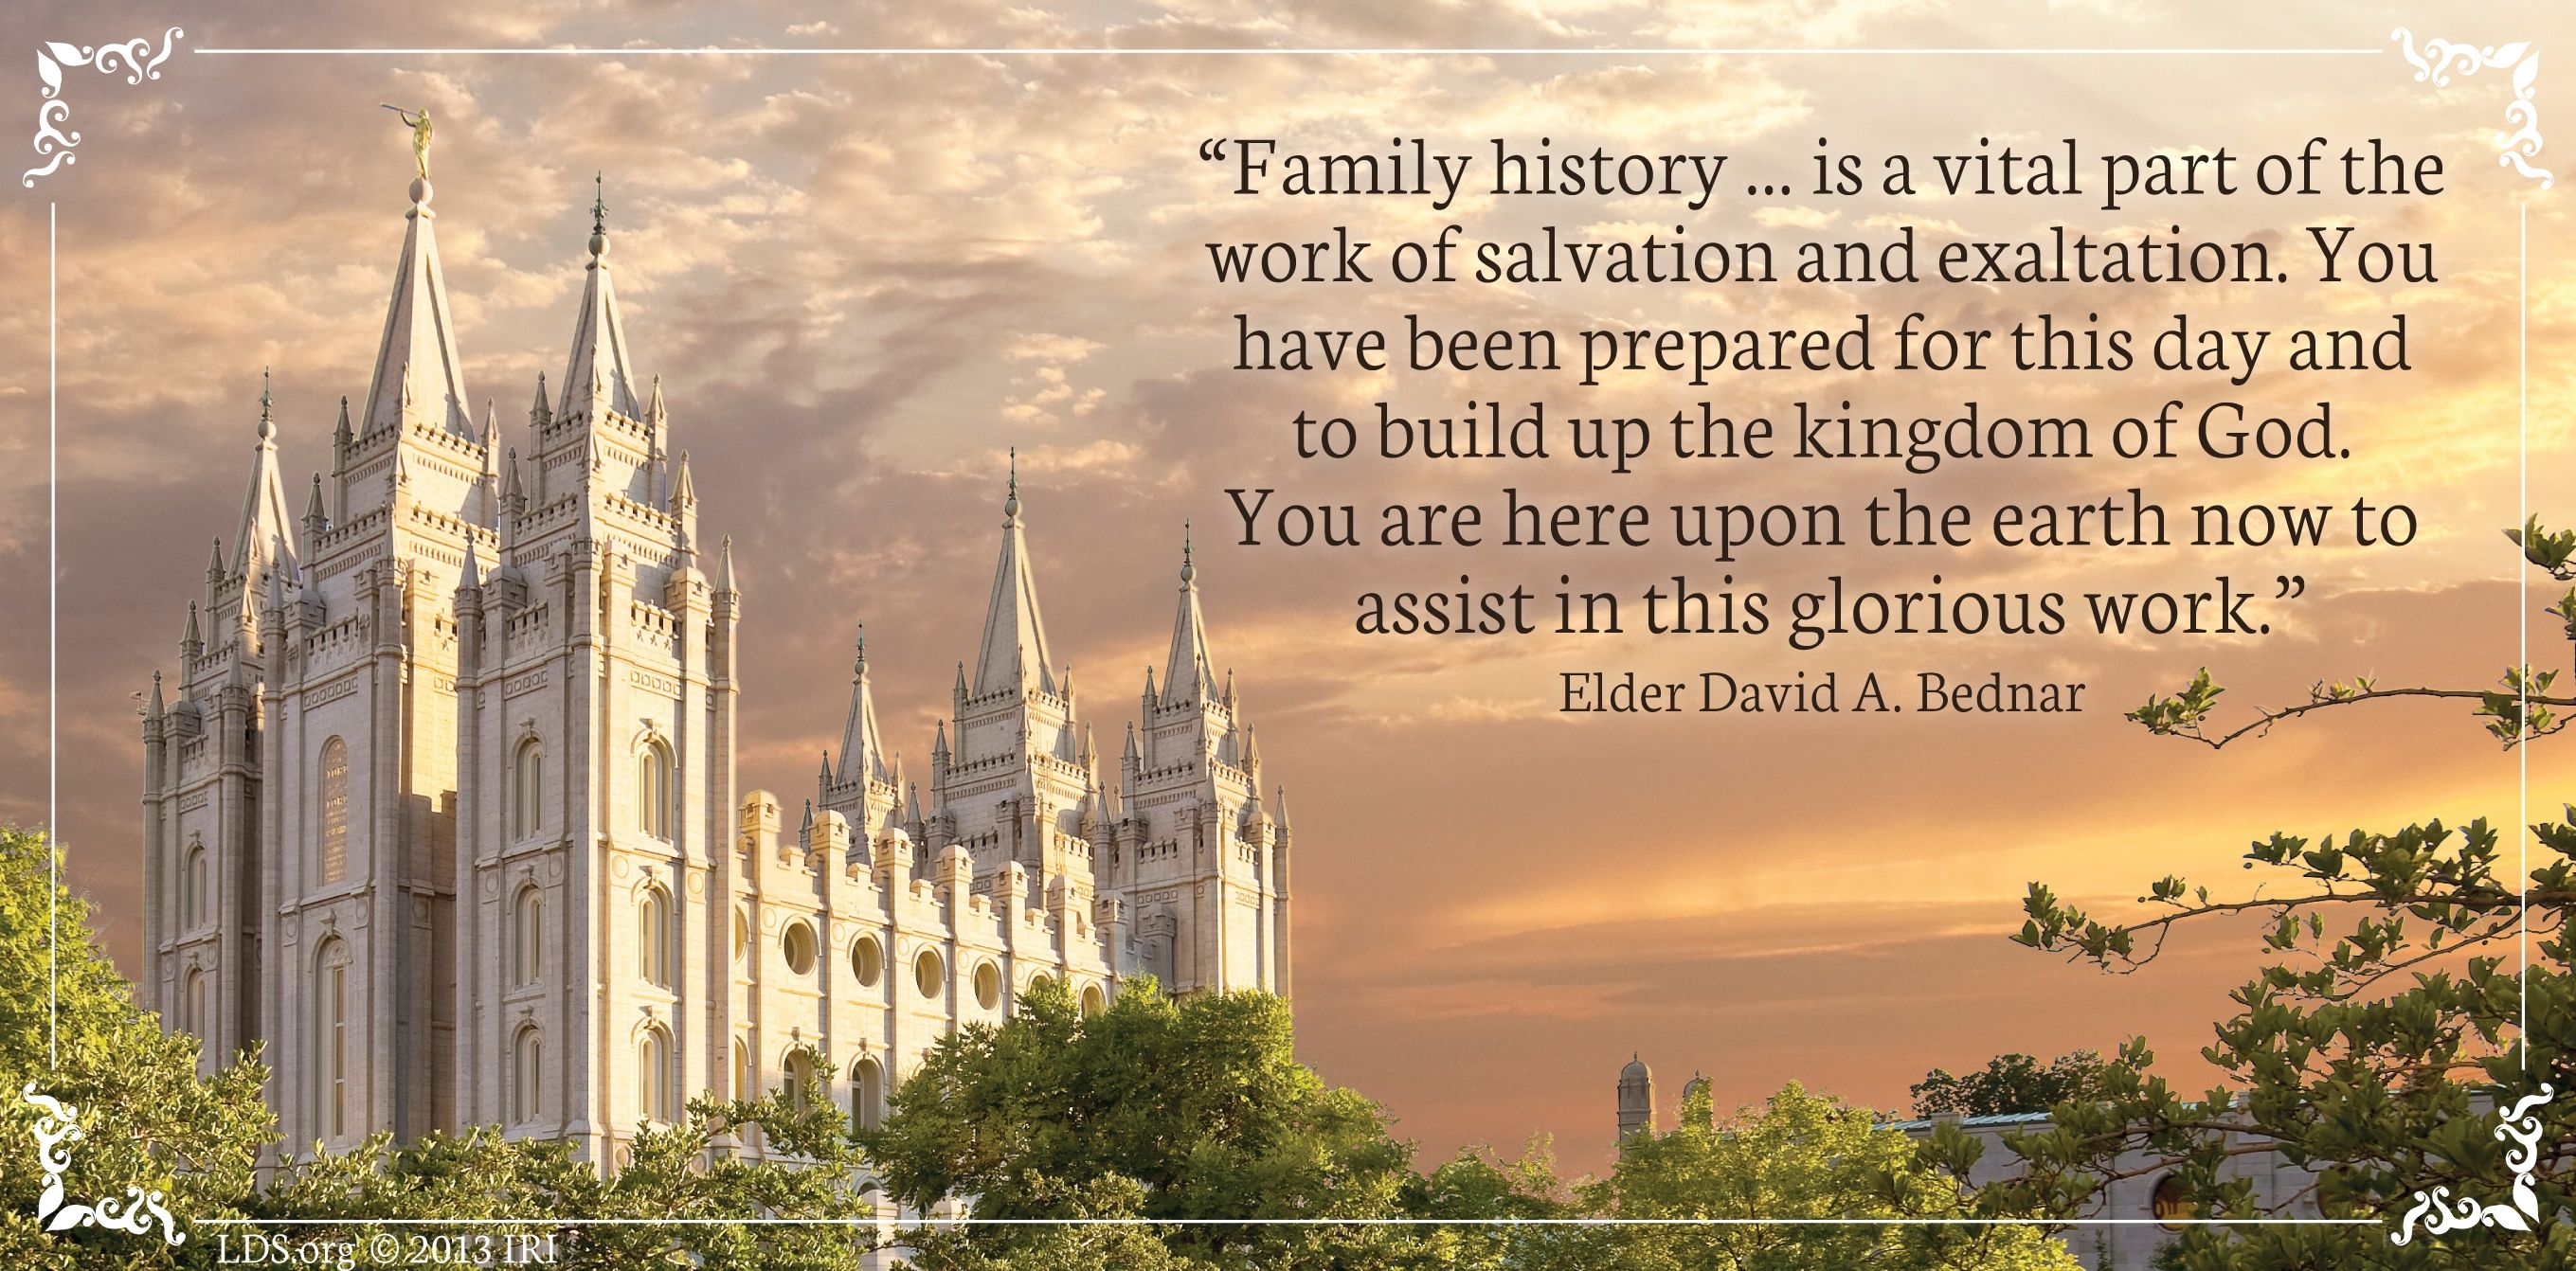 “Family history ... is a vital part of the
work of salvation and exaltation. You
have been prepared for this day and
to build up the kingdom of God.
You are here upon the earth now to
assist in this glorious work.”
Elder David A. Bednar
LDS.org © 2013 IRI